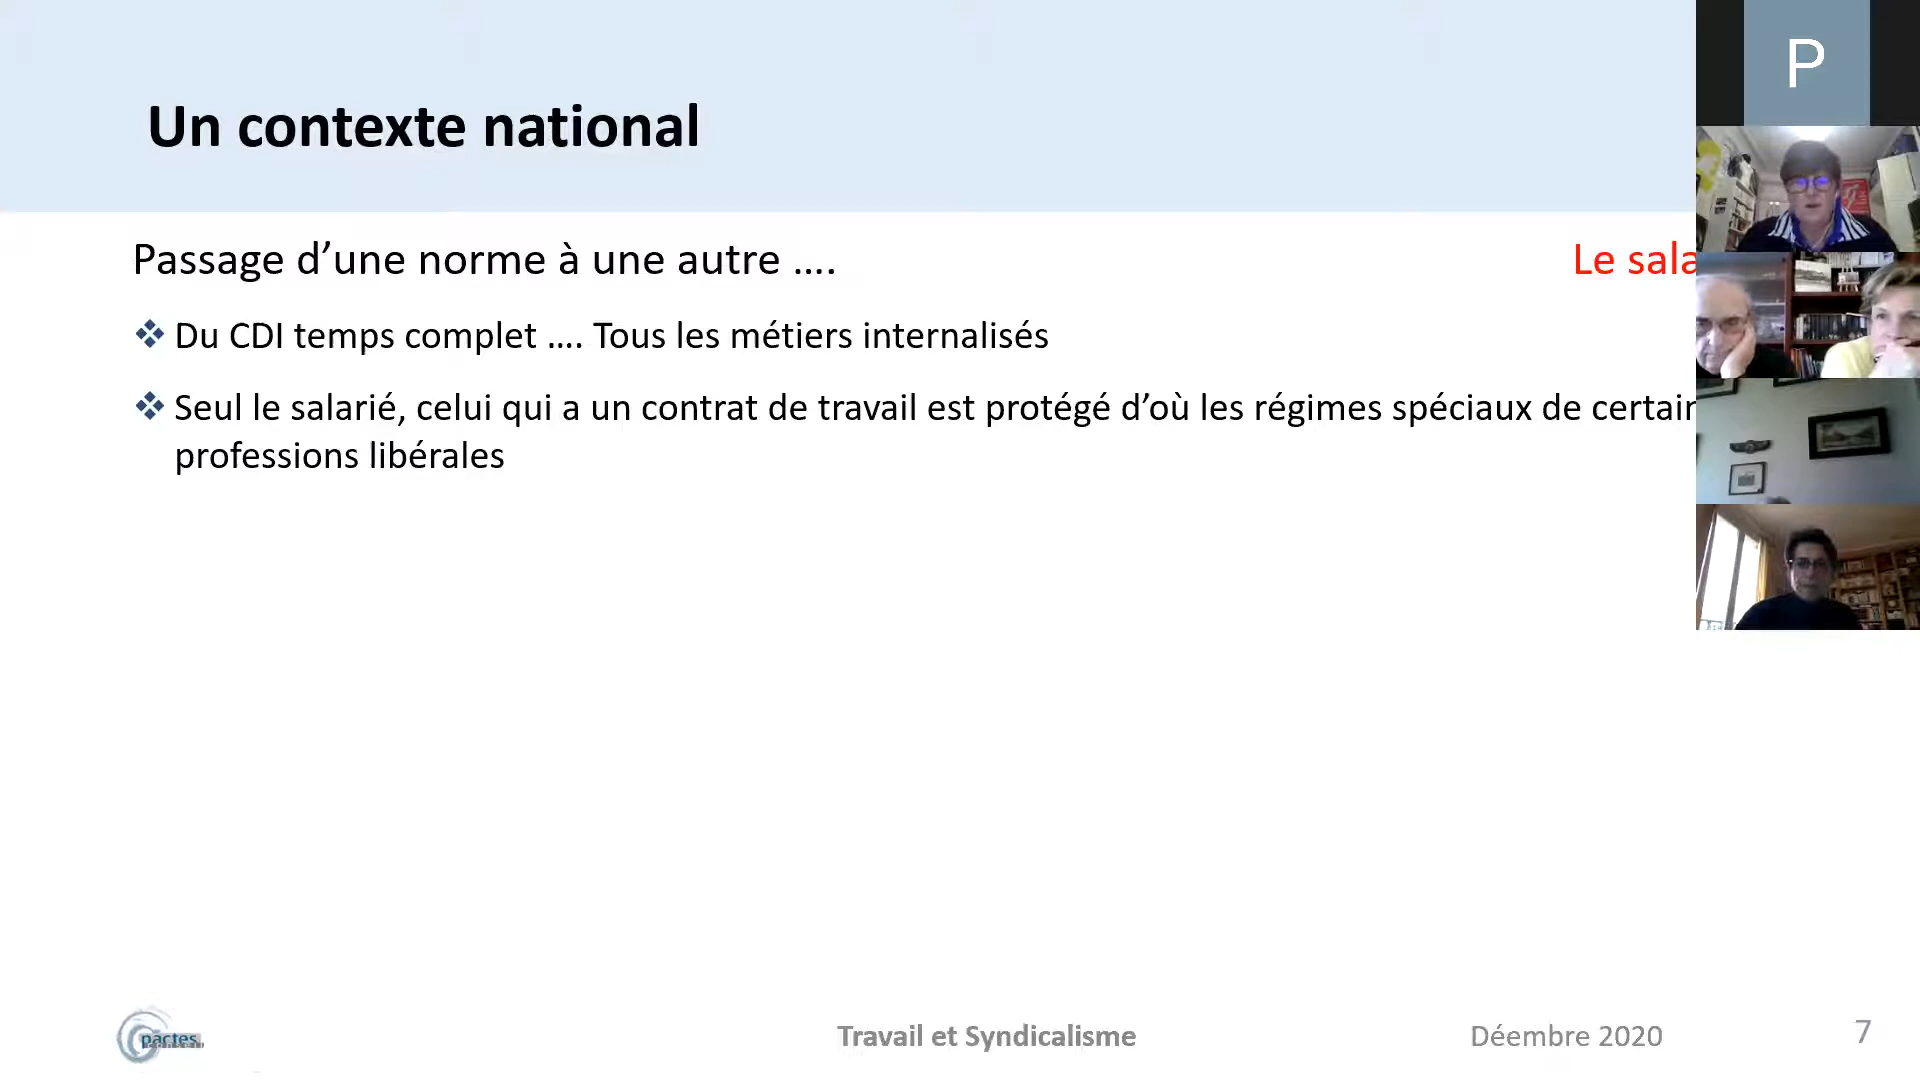 Un contexte national
P
Passage d’une norme à une autre ....
Le sala
❖ Du CDI temps complet .... Tous les métiers internalisés
❖ Seul le salarié, celui qui a un contrat de travail est protégé d’où les régimes spéciaux de certain
professions libérales
pactes
conseil
Travail et Syndicalisme
Déembre 2020
7